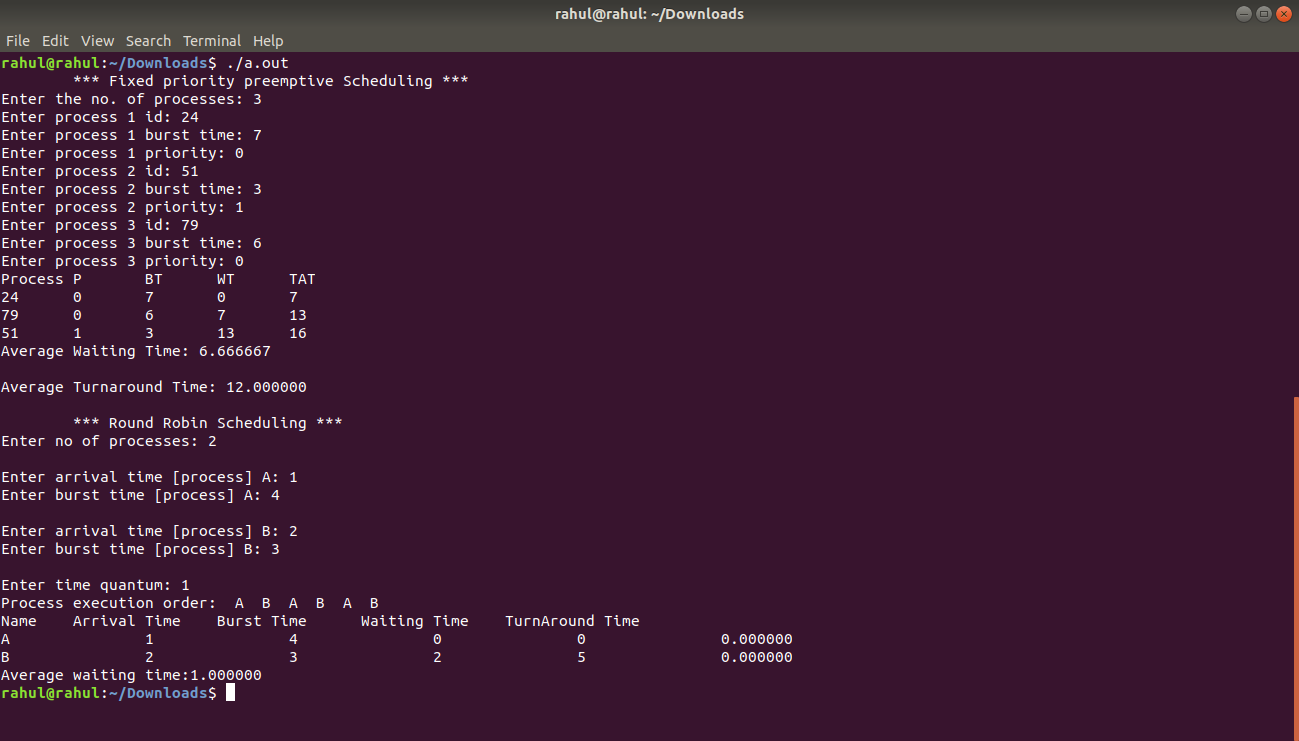 rahul@rahul: ~/Downloads
File Edit View Search Terminal Help
rahul@rahul:~/Downloads$ ./a.out
*** Fixed priority preemptive Scheduling ***
Enter the no. of processes: 3
Enter process 1 id: 24
Enter process 1 burst time: 7
Enter process 1 priority: 0
Enter process 2 id: 51
Enter process 2 burst time: 3
Enter process 2 priority: 1
Enter process 3 id: 79
Enter process 3 burst time: 6
Enter process 3 priority: 0
Process P BT WT TAT
24 0 7 0 7
79 0 6 7 13
51 1 3 13 16
Average Waiting Time: 6.666667
Average Turnaround Time: 12.000000
*** Round Robin Scheduling ***
Enter no of processes: 2
Enter arrival time [process] A: 1
Enter burst time [process] A: 4
Enter arrival time [process] B: 2
Enter burst time [process] B: 3
Enter time quantum: 1
Process execution order: A B A B A B
Name Arrival Time Burst Time Waiting Time TurnAround Time
A 1 4 0 0 0.000000
B 2 3 2 5 0.000000
Average waiting time:1.000000
rahul@rahul:~/Downloads$